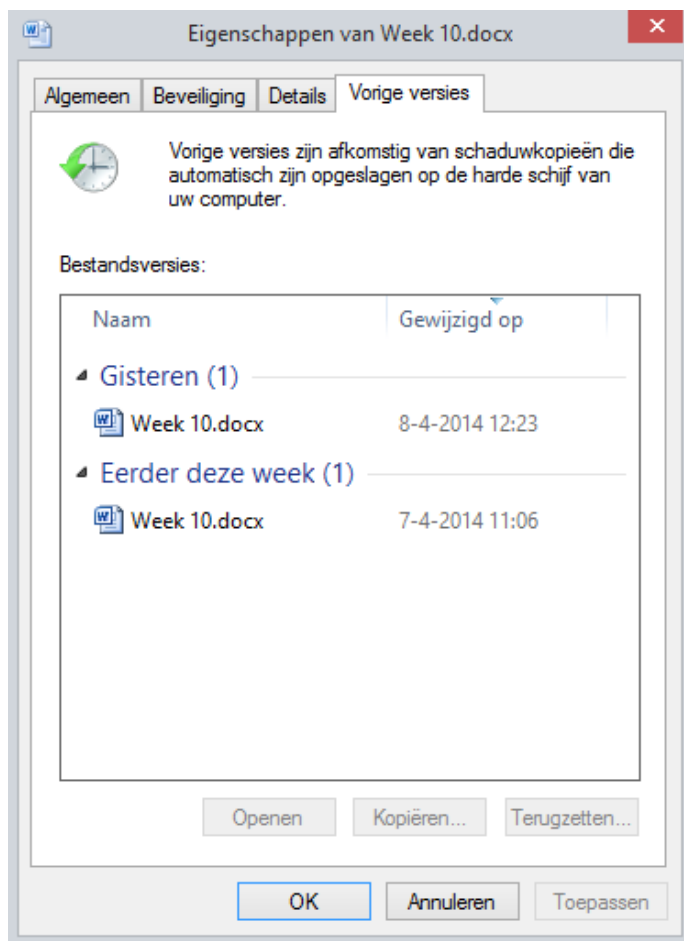 Eigenschappen van Week 10.docx
Algemeen Beveiliging Details Vorige versies
Vorige versies zijn afkomstig van schaduwkopieën die
automatisch zijn opgeslagen op de harde schijf van
uw computer.
Bestandsversies:
Naam Gewijzigd op
Gisteren (1)
Week 10.docx 8-4-2014 12:23
Eerder deze week (1)
Week 10.docx 7-4-2014 11:06
Openen Kopiëren... Terugzetten...
OK Annuleren Toepassen